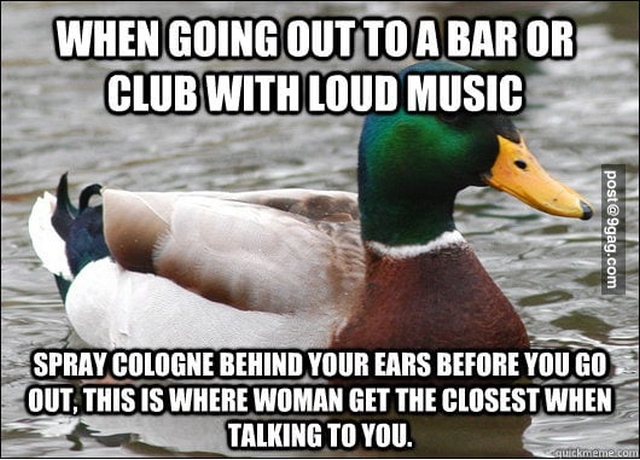 WHEN GOING OUT TO A BAR OR
CLUB WITH LOUD MUSIC
post@9gag.com
SPRAY COLOGNE BEHIND YOUR EARS BEFORE YOU GO
OUT, THIS IS WHERE WOMAN GET THE CLOSEST WHEN
TALKING TO YOU.
quickmeme.com